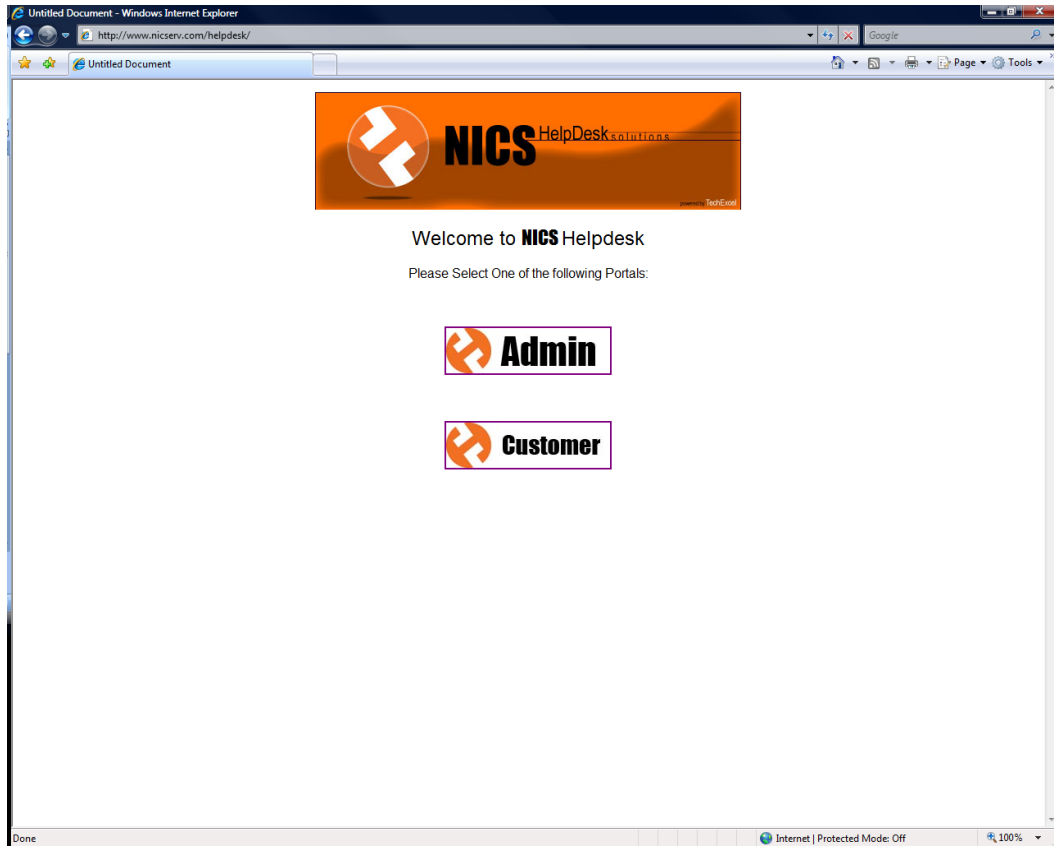 Untitled Document - Windows Internet Explorer
http://www.nicserv.com/helpdesk/
Google
Untitled Document
Page
Tools
NICS HelpDesk solutions
powered by TechExcel
Welcome to NICS Helpdesk
Please Select One of the following Portals:
Admin
Customer
Done
Internet | Protected Mode: Off
100%